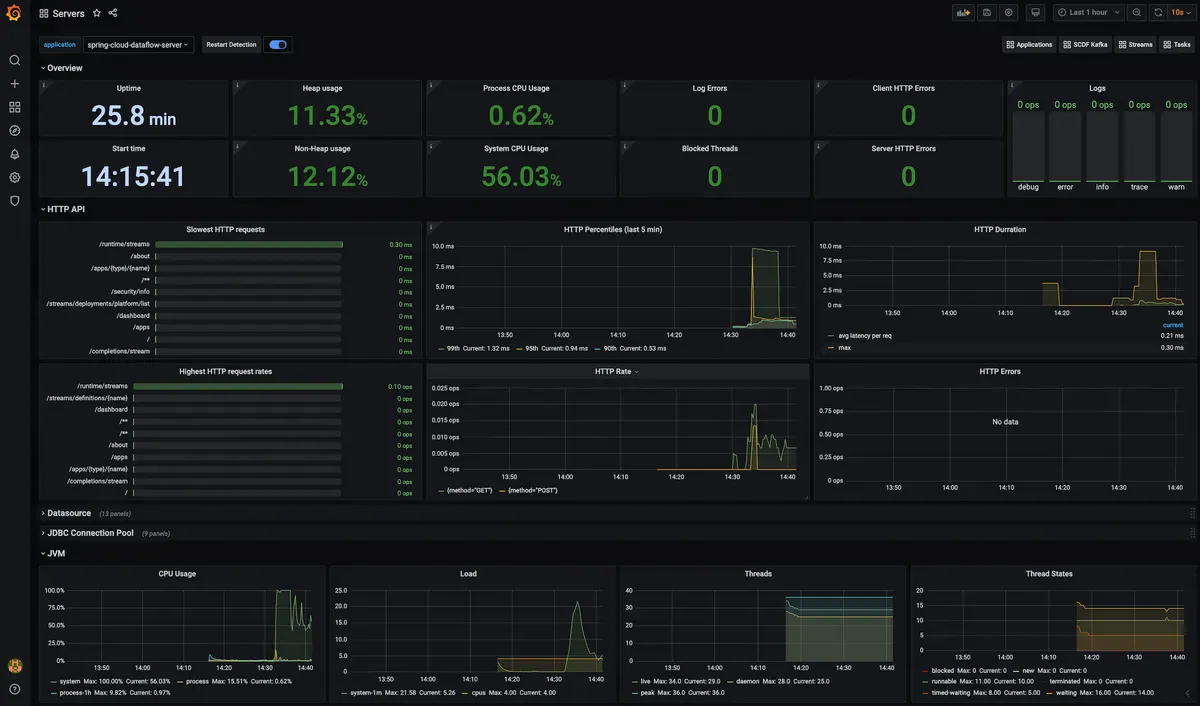 Servers
Last 1 hour
10s
application
spring-cloud-dataflow-server
Restart Detection
Applications
SCDF Kafka
Streams
Tasks
Overview
Uptime
25.8 min
Heap usage
11.33%
Process CPU Usage
0.62%
Log Errors
0
Client HTTP Errors
0
Logs
0 ops 0 ops 0 ops 0 ops 0 ops
debug error info trace warn
Start time
14:15:41
Non-Heap usage
12.12%
System CPU Usage
56.03%
Blocked Threads
0
Server HTTP Errors
0
HTTP API
Slowest HTTP requests
/runtime/streams 0.30 ms
/about 0 ms
/apps/{type}/{name} 0 ms
/** 0 ms
/security/info 0 ms
/streams/deployments/platform/list 0 ms
/dashboard 0 ms
/apps 0 ms
/ 0 ms
/completions/stream 0 ms
HTTP Percentiles (last 5 min)
10.0 ms
7.5 ms
5.0 ms
2.5 ms
0 ms
13:50 14:00 14:10 14:20 14:30 14:40
99th Current: 1.32 ms 95th Current: 0.94 ms 90th Current: 0.53 ms
HTTP Durration
10.0 ms
7.5 ms
5.0 ms
2.5 ms
0 ms
13:50 14:00 14:10 14:20 14:30 14:40
current
avg latency per req 0.21 ms
max 0.30 ms
Highest HTTP request rates
/runtime/streams 0.10 ops
/streams/definitions/{name} 0 ops
/dashboard 0 ops
/** 0 ops
/** 0 ops
/about 0 ops
/apps 0 ops
/apps/{type}/{name} 0 ops
/completions/stream 0 ops
/ 0 ops
HTTP Rate
0.025 ops
0.020 ops
0.015 ops
0.010 ops
0.005 ops
0 ops
13:50 14:00 14:10 14:20 14:30 14:40
{method="GET"} {method="POST"}
HTTP Errors
1.00 ops
0.75 ops
0.50 ops
0.25 ops
0 ops
No data
13:50 14:00 14:10 14:20 14:30 14:40
Datasource (13 panels)
JDBC Connection Pool (9 panels)
JVM
CPU Usage
100.0%
75.0%
50.0%
25.0%
0%
13:50 14:00 14:10 14:20 14:30 14:40
system Max: 100.00% Current: 56.03% process Max: 15.51% Current: 0.62%
process-1h Max: 9.82% Current: 0.97%
Load
25.0
20.0
15.0
10.0
5.0
0
13:50 14:00 14:10 14:20 14:30 14:40
system-1m Max: 21.58 Current: 5.26 cpus Max: 4.00 Current: 4.00
Threads
40
30
20
10
0
13:50 14:00 14:10 14:20 14:30 14:40
live Max: 34.0 Current: 29.0 daemon Max: 28.0 Current: 25.0
peak Max: 36.0 Current: 36.0
Thread States
20
15
10
5
0
13:50 14:00 14:10 14:20 14:30 14:40
blocked Max: 0 Current: 0 new Max: 0 Current: 0
runnable Max: 11.00 Current: 10.00 terminated Max: 0 Current: 0
timed-waiting Max: 8.00 Current: 5.00 waiting Max: 16.00 Current: 14.00